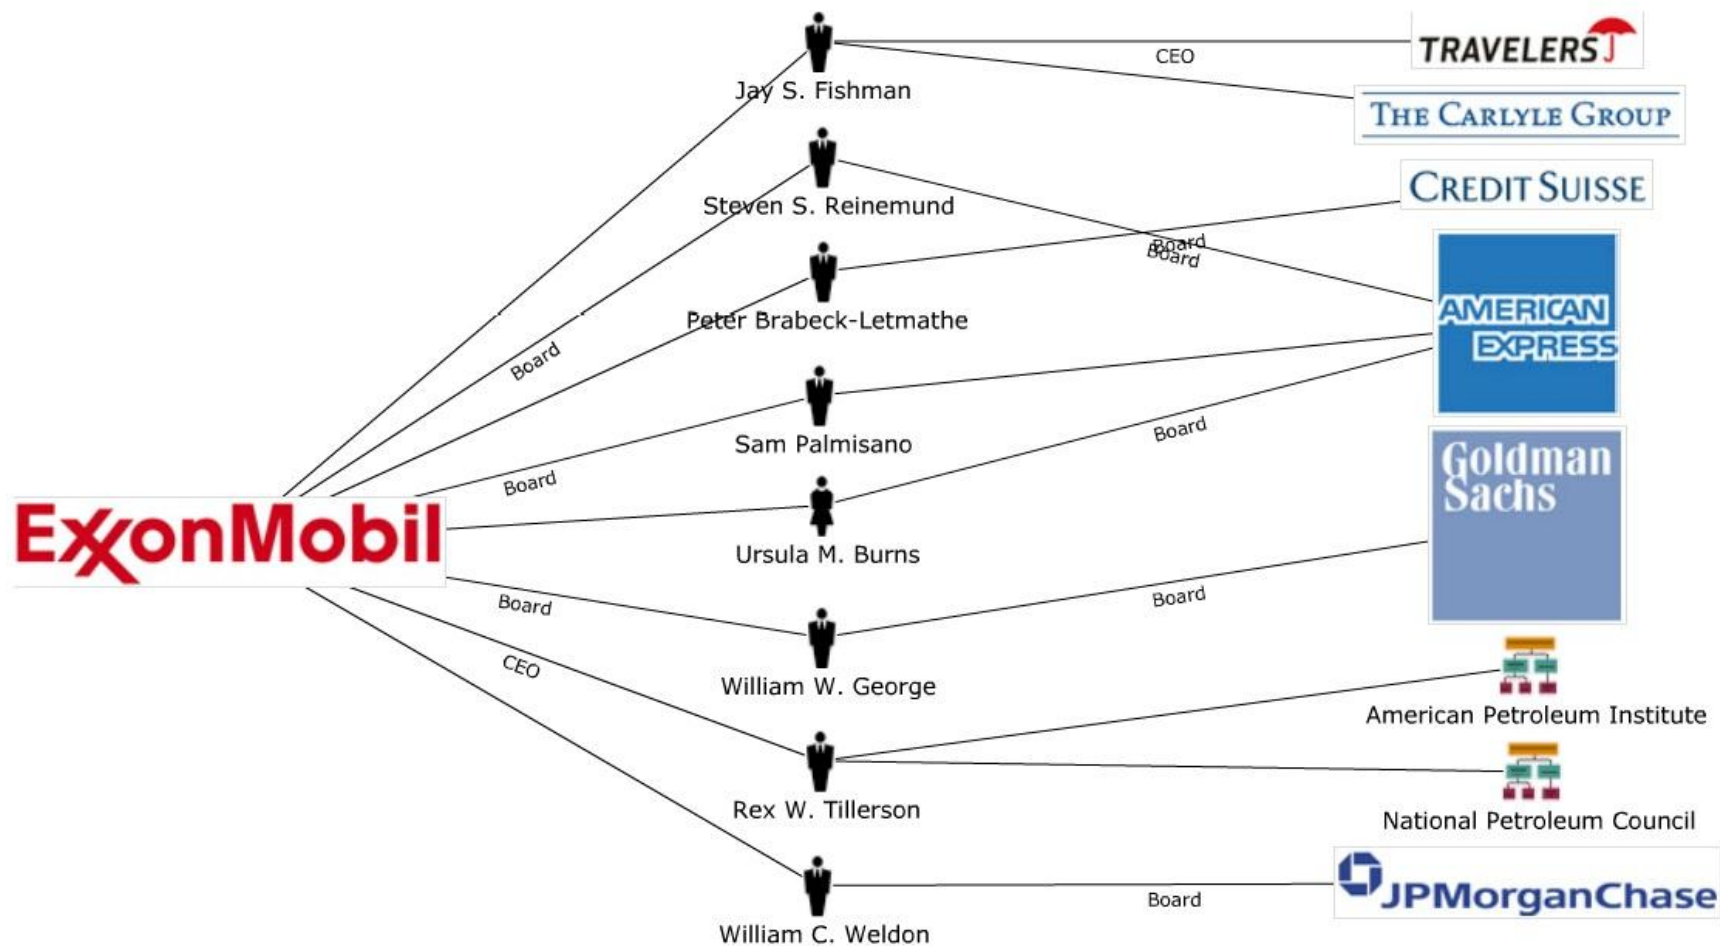 TRAVELERS
CEO
Jay S. Fishman
THE CARLYLE GROUP
CREDIT SUISSE
Steven S. Reinemund
Board
Board
AMERICAN
EXPRESS
Peter Brabeck-Letmathe
Board
Sam Palmisano
Board
Goldman
Sachs
Board
ExxonMobil
Ursula M. Burns
Board
Board
William W. George
CEO
American Petroleum Institute
Rex W. Tillerson
National Petroleum Council
JPMorganChase
Board
William C. Weldon